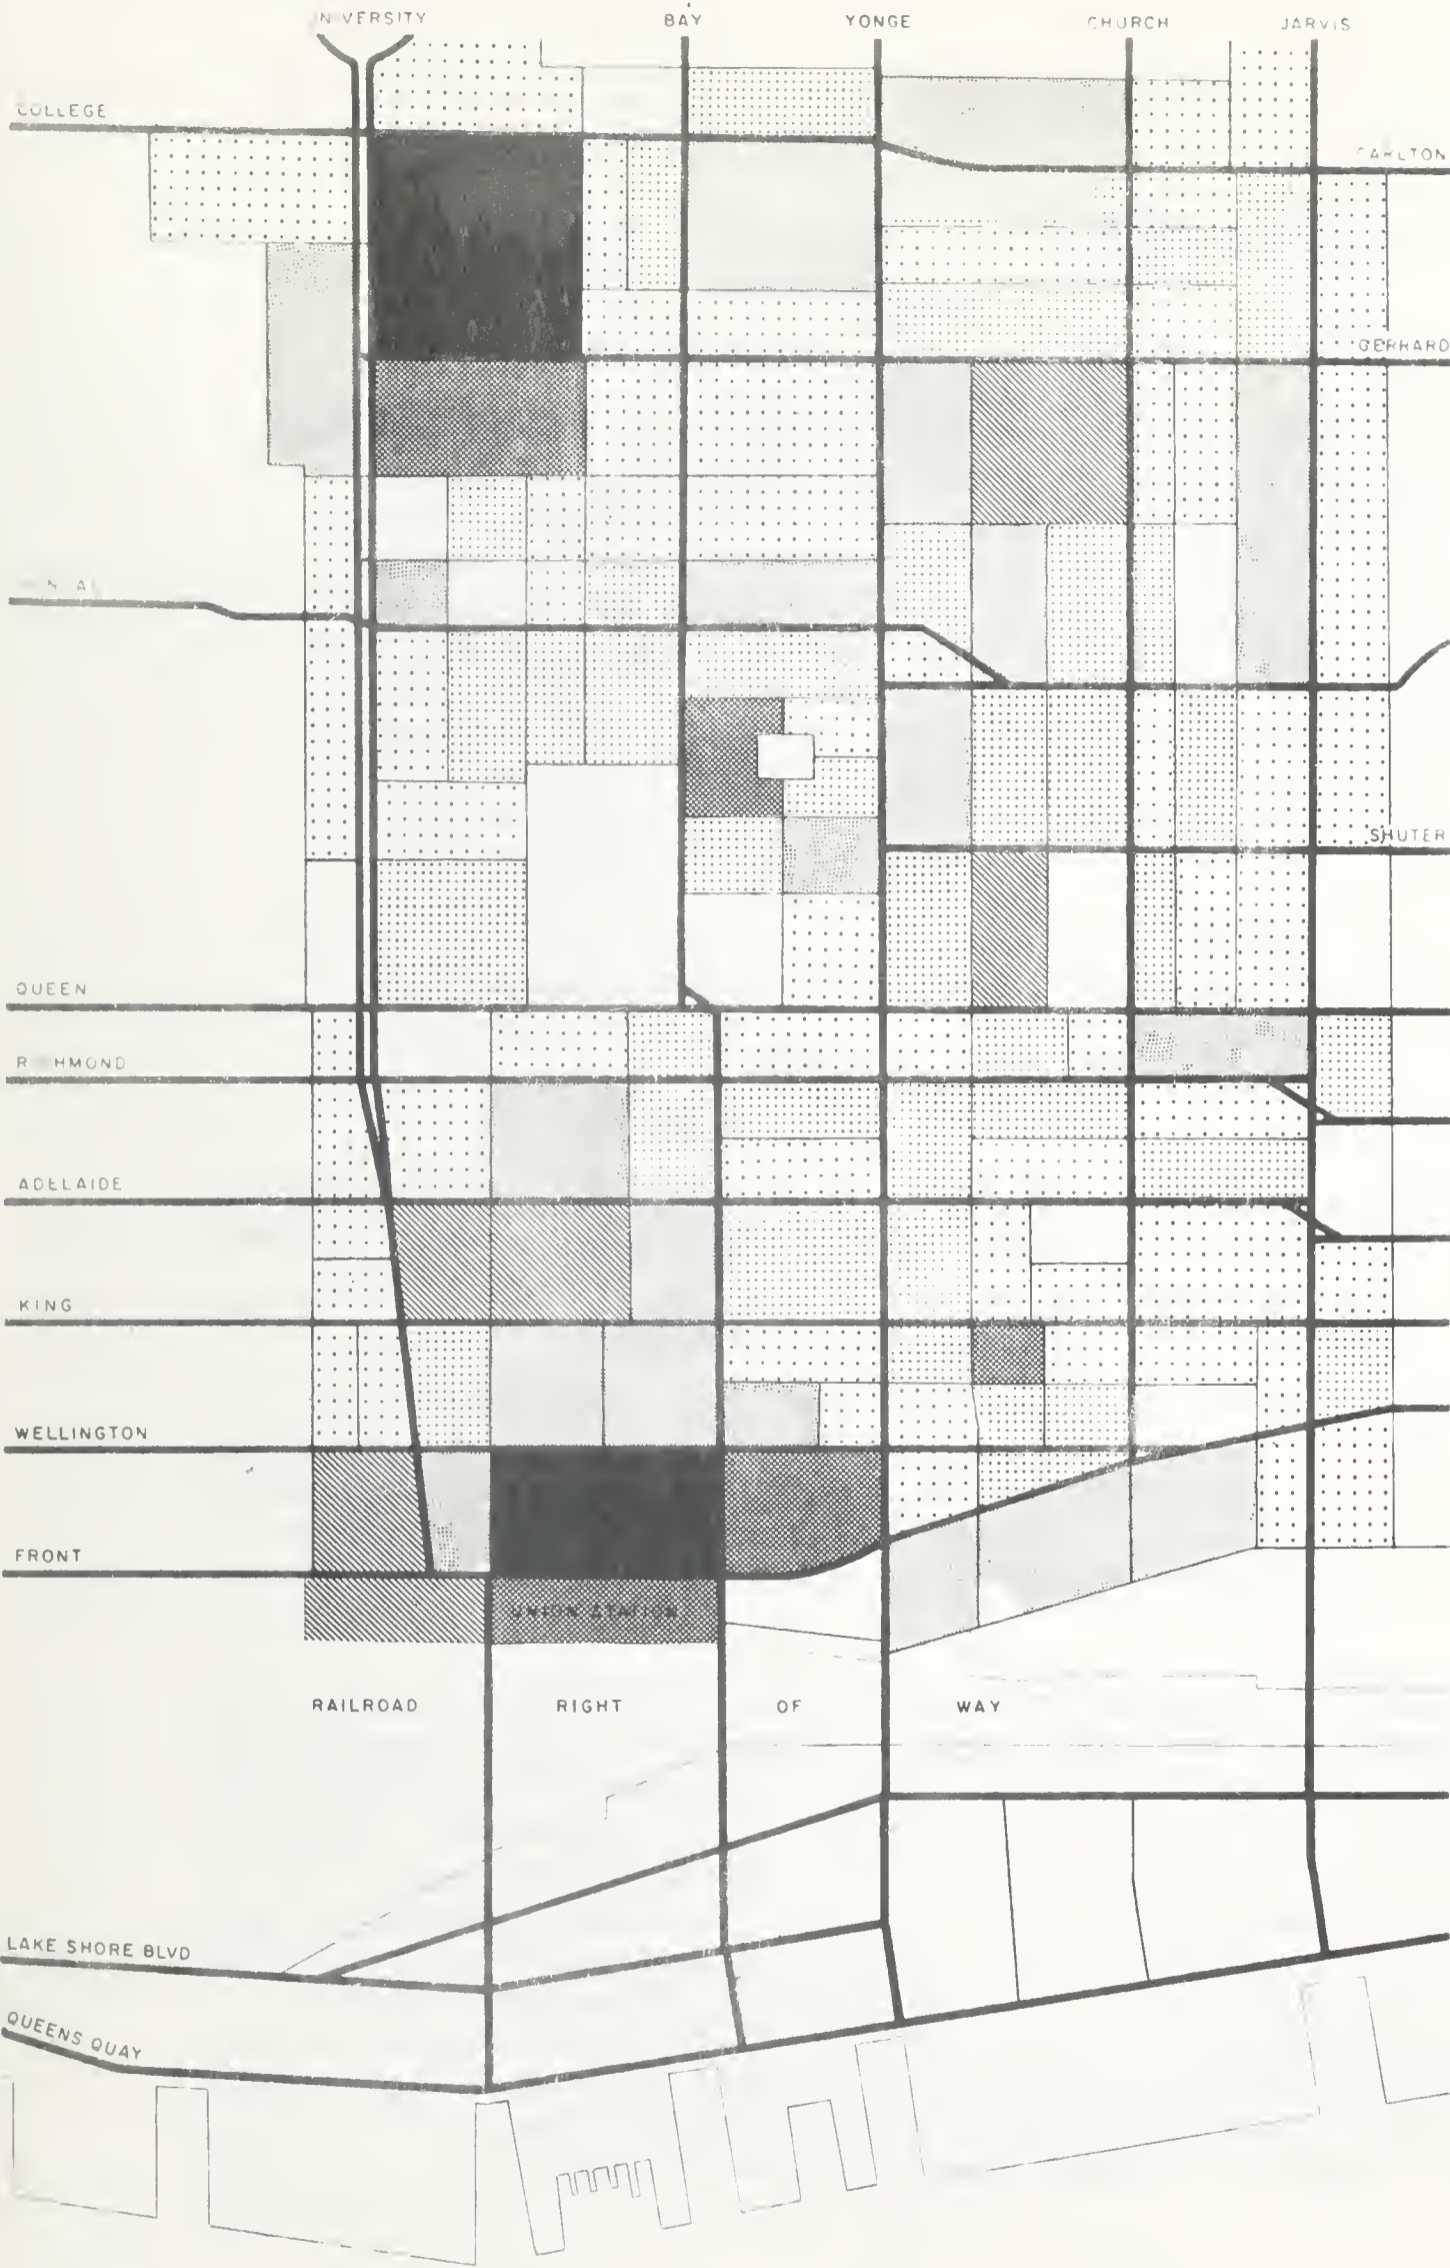 UNIVERSITY
BAY
YONGE
CHURCH
JARVIS
COLLEGE
CARLTON
GERRARD
SHUTER
QUEEN
RICHMOND
ADELAIDE
KING
WELLINGTON
FRONT
UNION STATION
RAILROAD RIGHT OF WAY
LAKE SHORE BLVD
QUEENS QUAY